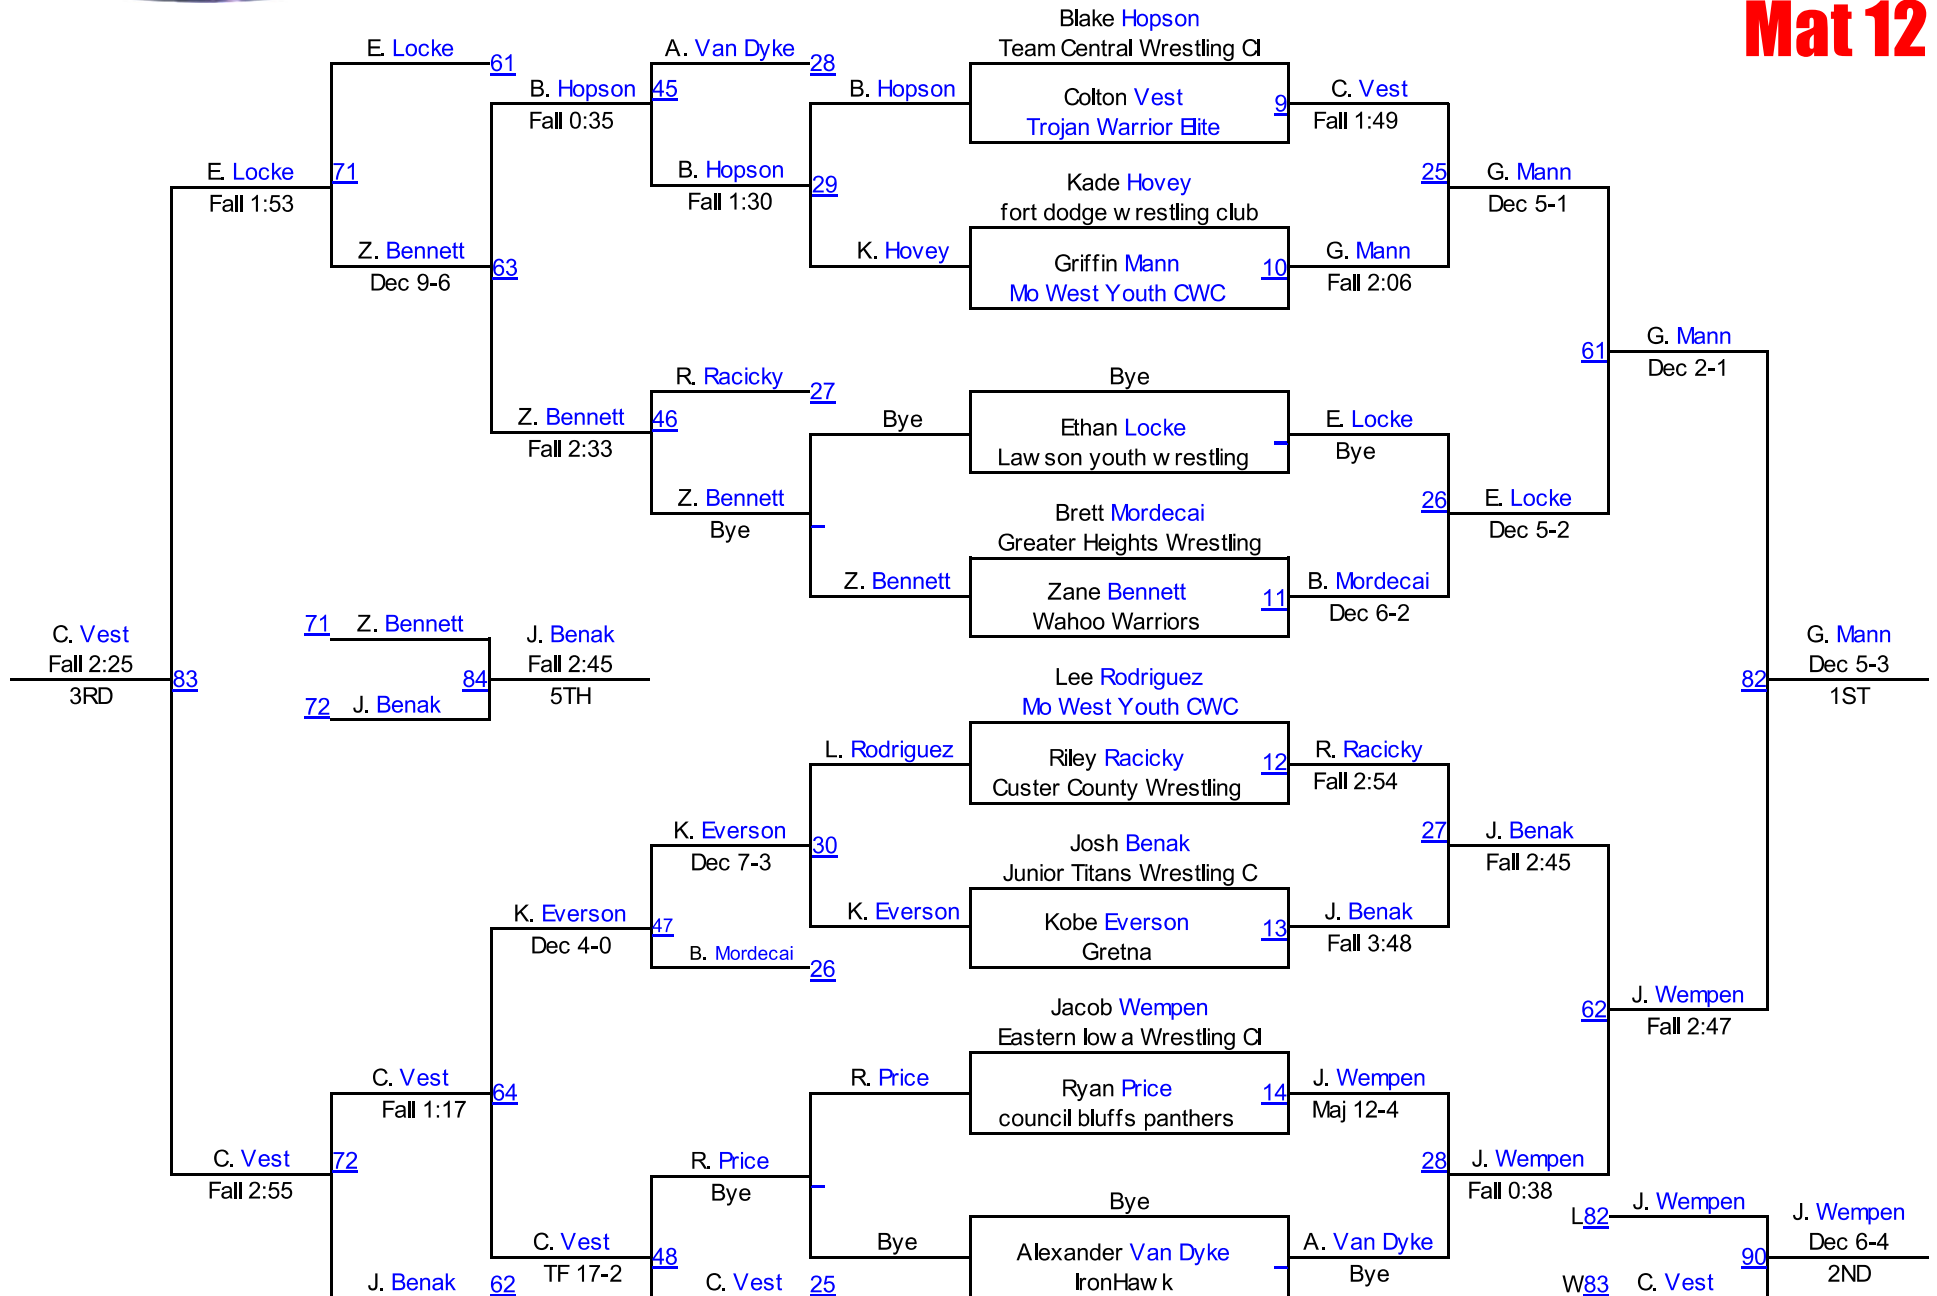 Mat 12
Blake Hopson
E. Locke
A. Van Dyke
Team Central Wrestling Cl
61
28
B. Hopson
45
B. Hopson
Colton Vest
9
C. Vest
Fall 0:35
Trojan Warrior Elite
Fall 1:49
E. Locke
71
B. Hopson
29
Kade Hovey
25
G. Mann
Fall 1:53
Fall 1:30
fort dodge wrestling club
Dec 5-1
Z. Bennett
63
K. Hovey
Griffin Mann
10
G. Mann
Dec 9-6
Mo West Youth CWC
Fall 2:06
61
G. Mann
Dec 2-1
R. Racicky
27
Bye
Z. Bennett
46
Bye
Ethan Locke
E. Locke
Fall 2:33
Lawson youth wrestling
Bye
Z. Bennett
Brett Mordecai
26
E. Locke
Bye
Greater Heights Wrestling
Dec 5-2
Z. Bennett
Zane Bennett
11
B. Mordecai
Wahoo Warriors
Dec 6-2
C. Vest
71
Z. Bennett
J. Benak
G. Mann
Fall 2:25
Fall 2:45
Dec 5-3
83
84
82
3RD
72
J. Benak
5TH
1ST
Lee Rodriguez
Mo West Youth CWC
L. Rodriguez
Riley Racicky
12
R. Racicky
Custer County Wrestling
Fall 2:54
K. Everson
30
Josh Benak
27
J. Benak
Dec 7-3
Junior Titans Wrestling C
Fall 2:45
K. Everson
47
K. Everson
Kobe Everson
13
J. Benak
Dec 4-0
B. Mordecai
26
Gretna
Fall 3:48
Jacob Wempen
62
J. Wempen
Eastern Iowa Wrestling Cl
Fall 2:47
C. Vest
64
R. Price
Ryan Price
14
J. Wempen
Fall 1:17
council bluffs panthers
Maj 12-4
C. Vest
72
R. Price
28
J. Wempen
Fall 2:55
Bye
Fall 0:38
Bye
L82
J. Wempen
J. Wempen
C. Vest
48
Bye
Alexander Van Dyke
A. Van Dyke
90
Dec 6-4
TF 17-2
IronHawk
Bye
2ND
J. Benak
62
C. Vest
25
W83
C. Vest